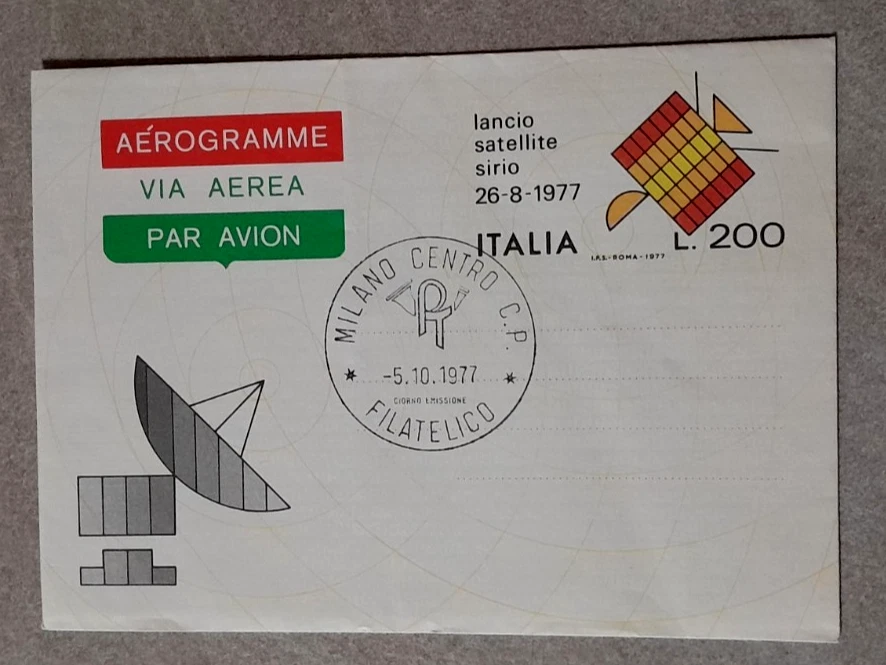 AÉROGRAMME
VIA AEREA
PAR AVION
lancio
satellite
sirio
26-8-1977
ITALIA
I.P.S.-ROMA-1977
L. 200
MILANO CENTRO C.P.
PT
-5.10.1977
GIORNO EMISSIONE
FILATELICO